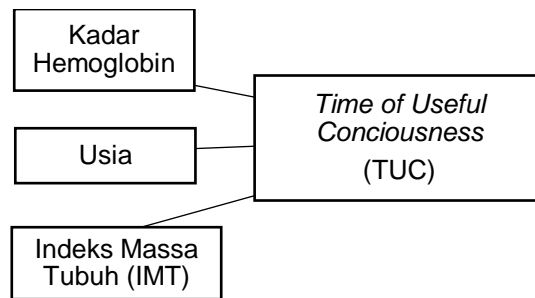 Kadar
Hemoglobin
Usia
Indeks Massa
Tubuh (IMT)
Time of Useful
Conciousness
(TUC)